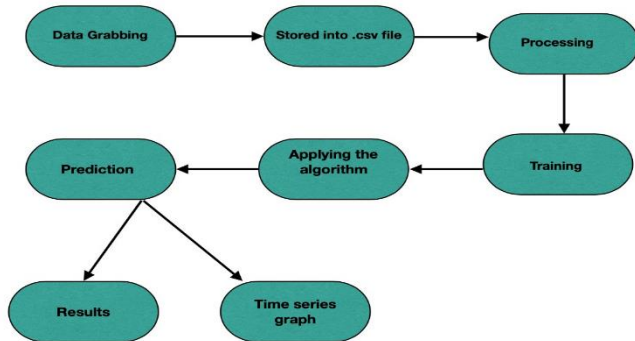 Data Grabbing
Stored into .csv file
Processing
Training
Applying the
algorithm
Prediction
Results
Time series
graph